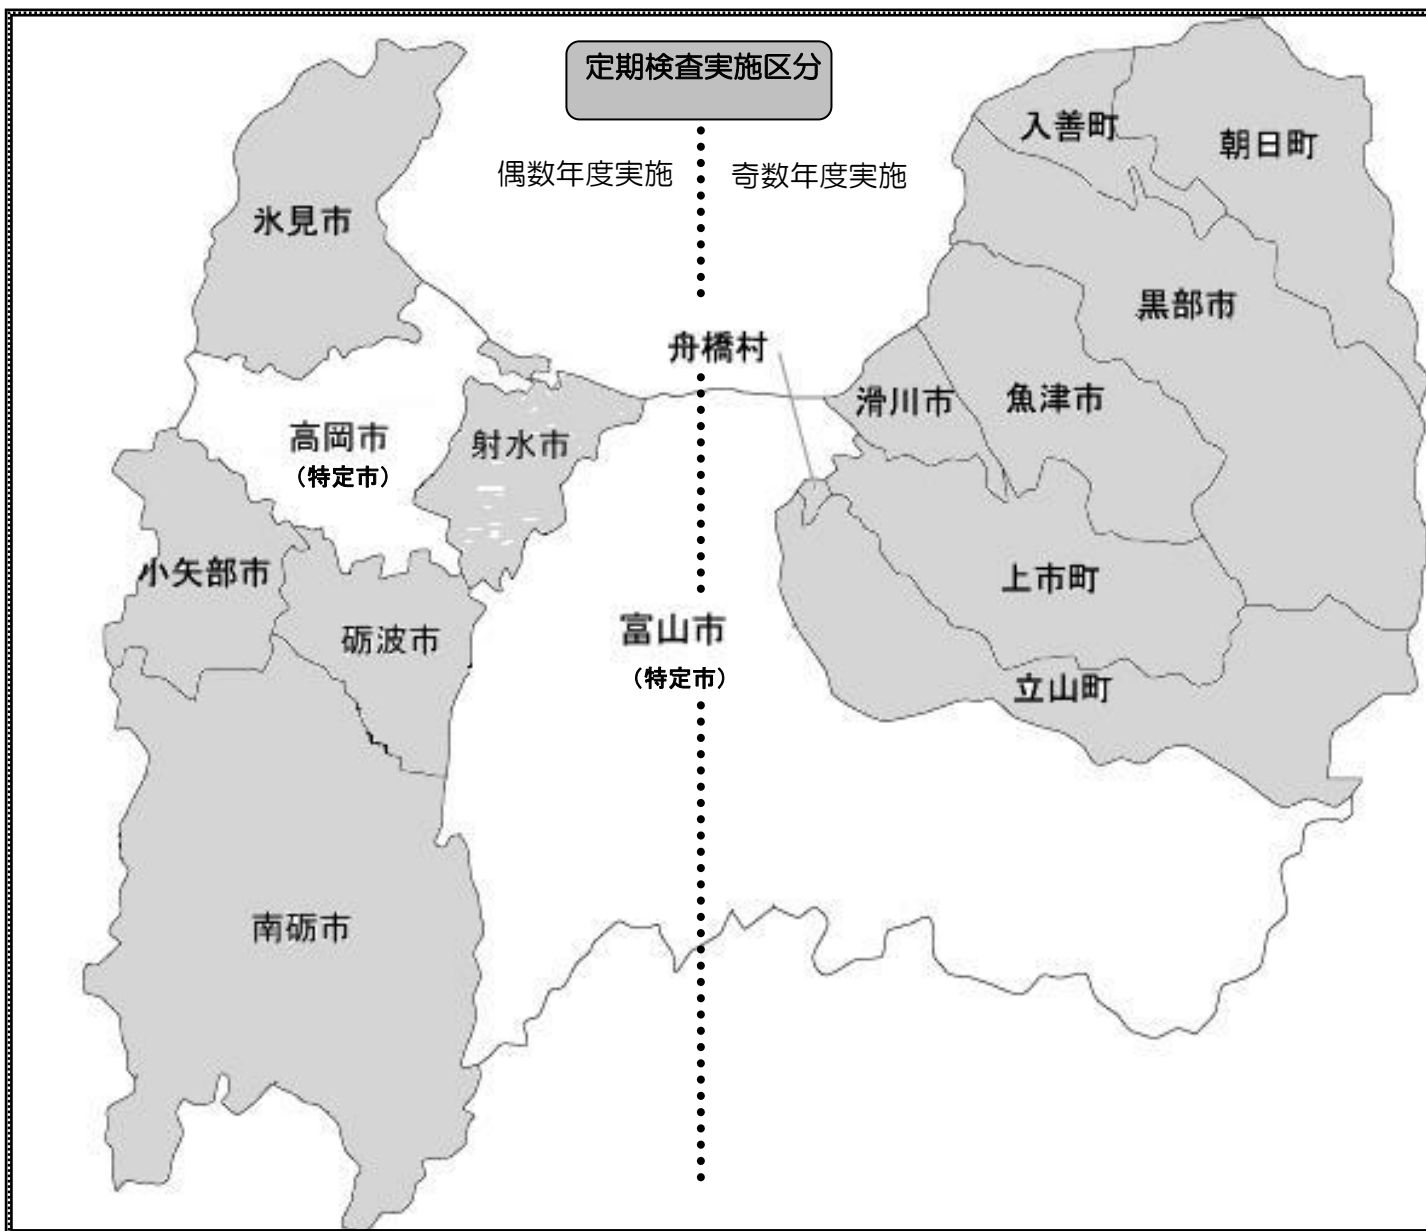 定期検査実施区分
偶数年度実施
奇数年度実施
入善町
朝日町
氷見市
黒部市
舟橋村
滑川市
魚津市
高岡市
(特定市)
射水市
小矢部市
上市町
砺波市
富山市
(特定市)
立山町
南砺市